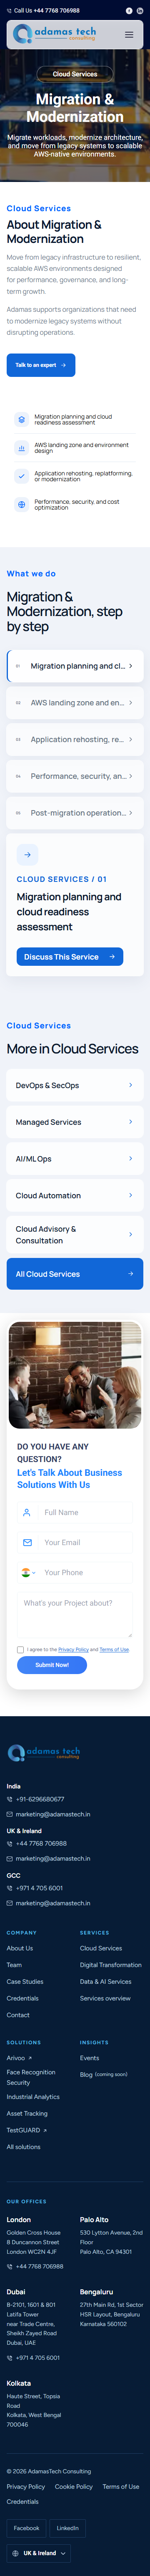 Call Us +44 7768 706988
adamas tech
consulting
Cloud Services
Migration &
Modernization
Migrate workloads, modernize architecture,
and move from legacy systems to scalable
AWS-native environments.
Cloud Services
About Migration &
Modernization
Move from legacy infrastructure to resilient,
scalable AWS environments designed
for performance, governance, and long-
term growth.
Adamas supports organizations that need
to modernize legacy systems without
disrupting operations.
Talk to an expert
Migration planning and cloud
readiness assessment
AWS landing zone and environment
design
Application rehosting, replatforming,
or modernization
Performance, security, and cost
optimization
What we do
Migration &
Modernization, step
by step
01 Migration planning and cl...
02 AWS landing zone and en...
03 Application rehosting, re...
04 Performance, security, an...
05 Post-migration operation...
CLOUD SERVICES / 01
Migration planning and
cloud readiness
assessment
Discuss This Service
Cloud Services
More in Cloud Services
DevOps & SecOps
Managed Services
AI/ML Ops
Cloud Automation
Cloud Advisory &
Consultation
All Cloud Services
DO YOU HAVE ANY
QUESTION?
Let's Talk About Business
Solutions With Us
Full Name
Your Email
Your Phone
What's your Project about?
I agree to the Privacy Policy and Terms of Use
Submit Now!
adamas tech
consulting
India
+91-6296680677
marketing@adamastech.in
UK & Ireland
+44 7768 706988
marketing@adamastech.in
GCC
+971 4 705 6001
marketing@adamastech.in
COMPANY
About Us
Team
Case Studies
Credentials
Contact
SERVICES
Cloud Services
Digital Transformation
Data & AI Services
Services overview
SOLUTIONS
Arivoo
Face Recognition
Security
Industrial Analytics
Asset Tracking
TestGUARD
All solutions
INSIGHTS
Events
Blog (coming soon)
OUR OFFICES
London
Golden Cross House
8 Duncannon Street
London WC2N 4JF
+44 7768 706988
Palo Alto
530 Lytton Avenue, 2nd
Floor
Palo Alto, CA 94301
Dubai
B-2101, 1601 & 801
Latifa Tower
near Trade Centre,
Sheikh Zayed Road
Dubai, UAE
+971 4 705 6001
Bengaluru
27th Main Rd, 1st Sector
HSR Layout, Bengaluru
Karnataka 560102
Kolkata
Haute Street, Topsia
Road
Kolkata, West Bengal
700046
© 2026 AdamasTech Consulting
Privacy Policy Cookie Policy Terms of Use
Credentials
Facebook LinkedIn
UK & Ireland